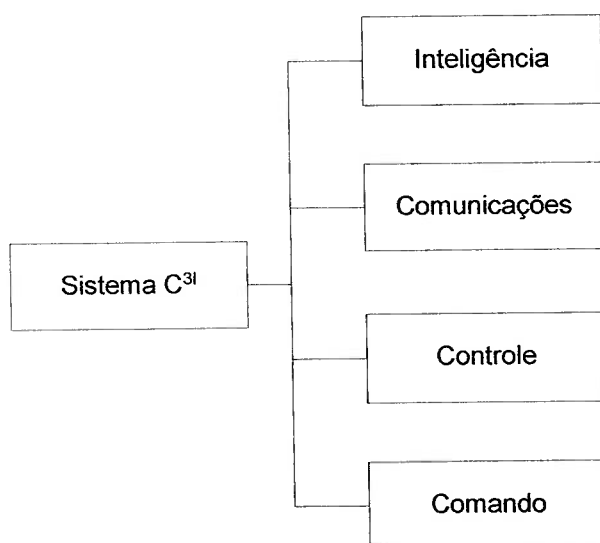 Inteligência
Comunicações
Sistema C³ᴵ
Controle
Comando